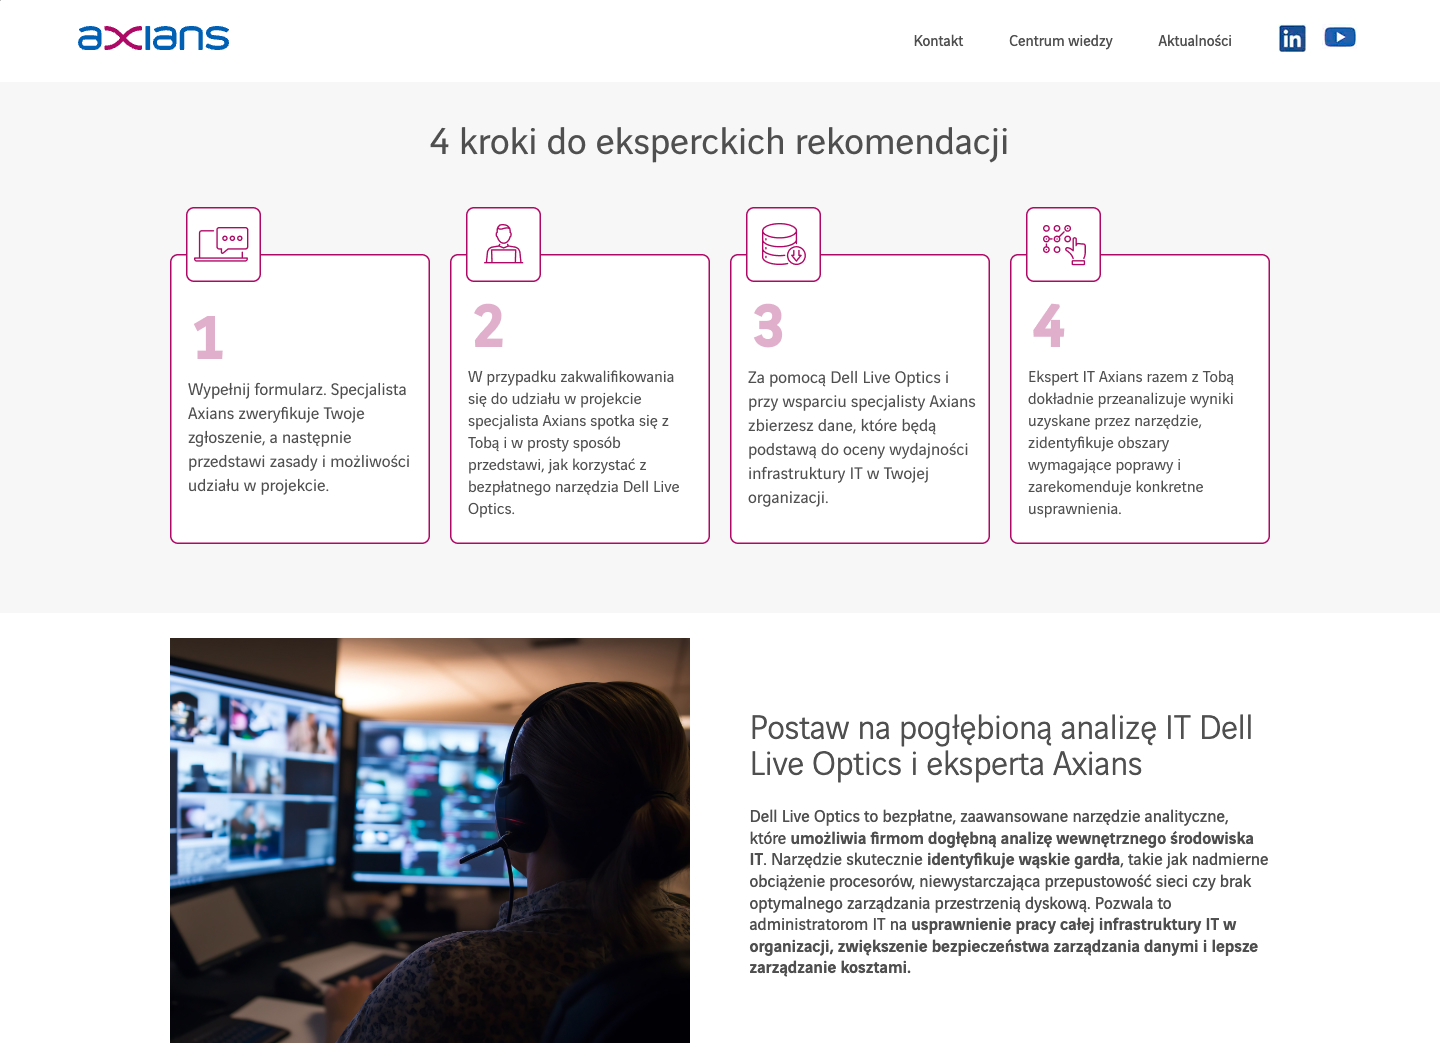 axians
Kontakt
Centrum wiedzy
Aktualności
in
4 kroki do eksperckich rekomendacji
1
Wypełnij formularz. Specjalista
Axians zweryfikuje Twoje
zgłoszenie, a następnie
przedstawi zasady i możliwości
udziału w projekcie.
2
W przypadku zakwalifikowania
się do udziału w projekcie
specjalista Axians spotka się z
Tobą i w prosty sposób
przedstawi, jak korzystać z
bezpłatnego narzędzia Dell Live
Optics.
3
Za pomocą Dell Live Optics i
przy wsparciu specjalisty Axians
zbierzesz dane, które będą
podstawą do oceny wydajności
infrastruktury IT w Twojej
organizacji.
4
Ekspert IT Axians razem z Tobą
dokładnie przeanalizuje wyniki
uzyskane przez narzędzie,
zidentyfikuje obszary
wymagające poprawy i
zarekomenduje konkretne
usprawnienia.
Postaw na pogłębioną analizę IT Dell
Live Optics i eksperta Axians
Dell Live Optics to bezpłatne, zaawansowane narzędzie analityczne,
które umożliwia firmom dogłębną analizę wewnętrznego środowiska
IT. Narzędzie skutecznie identyfikuje wąskie gardła, takie jak nadmierne
obciążenie procesorów, niewystarczająca przepustowość sieci czy brak
optymalnego zarządzania przestrzenią dyskową. Pozwala to
administratorom IT na usprawnienie pracy całej infrastruktury IT w
organizacji, zwiększenie bezpieczeństwa zarządzania danymi i lepsze
zarządzanie kosztami.